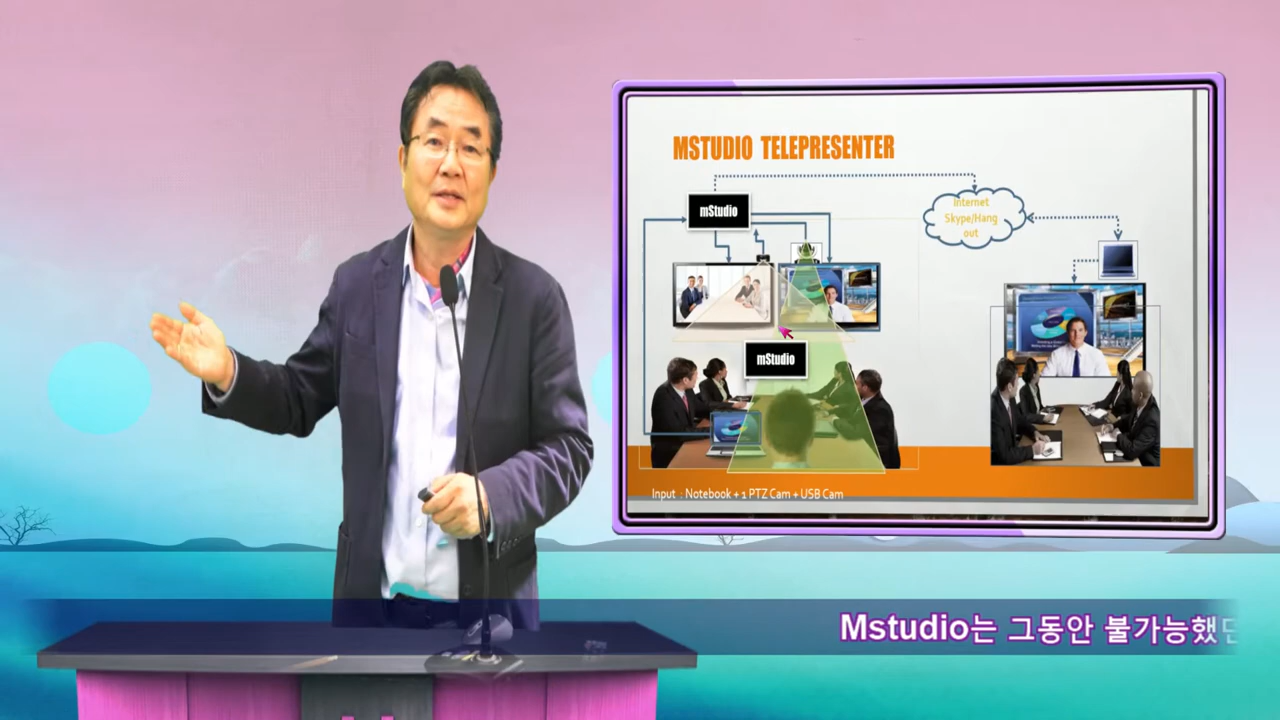 MSTUDIO TELEPRESENTER
mStudio
Internet
Skype/Hang
out
mStudio
Input : Notebook + 1 PTZ Cam + USB Cam
Mstudio는 그동안 불가능했던